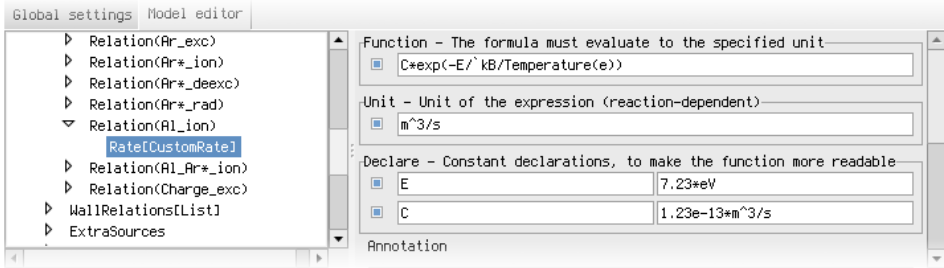 Global settings
Model editor
Relation(Ar_exc)
Relation(Ar*_ion)
Relation(Ar*_deexc)
Relation(Ar*_rad)
Relation(Al_ion)
Rate[CustomRate]
Relation(Al_Ar*_ion)
Relation(Charge_exc)
WallRelations[List]
ExtraSources
Function - The formula must evaluate to the specified unit
C*exp(-E/`kB/Temperature(e))
Unit - Unit of the expression (reaction-dependent)
m^3/s
Declare - Constant declarations, to make the function more readable
E 7.23*eV
C 1.23e-13*m^3/s
Annotation